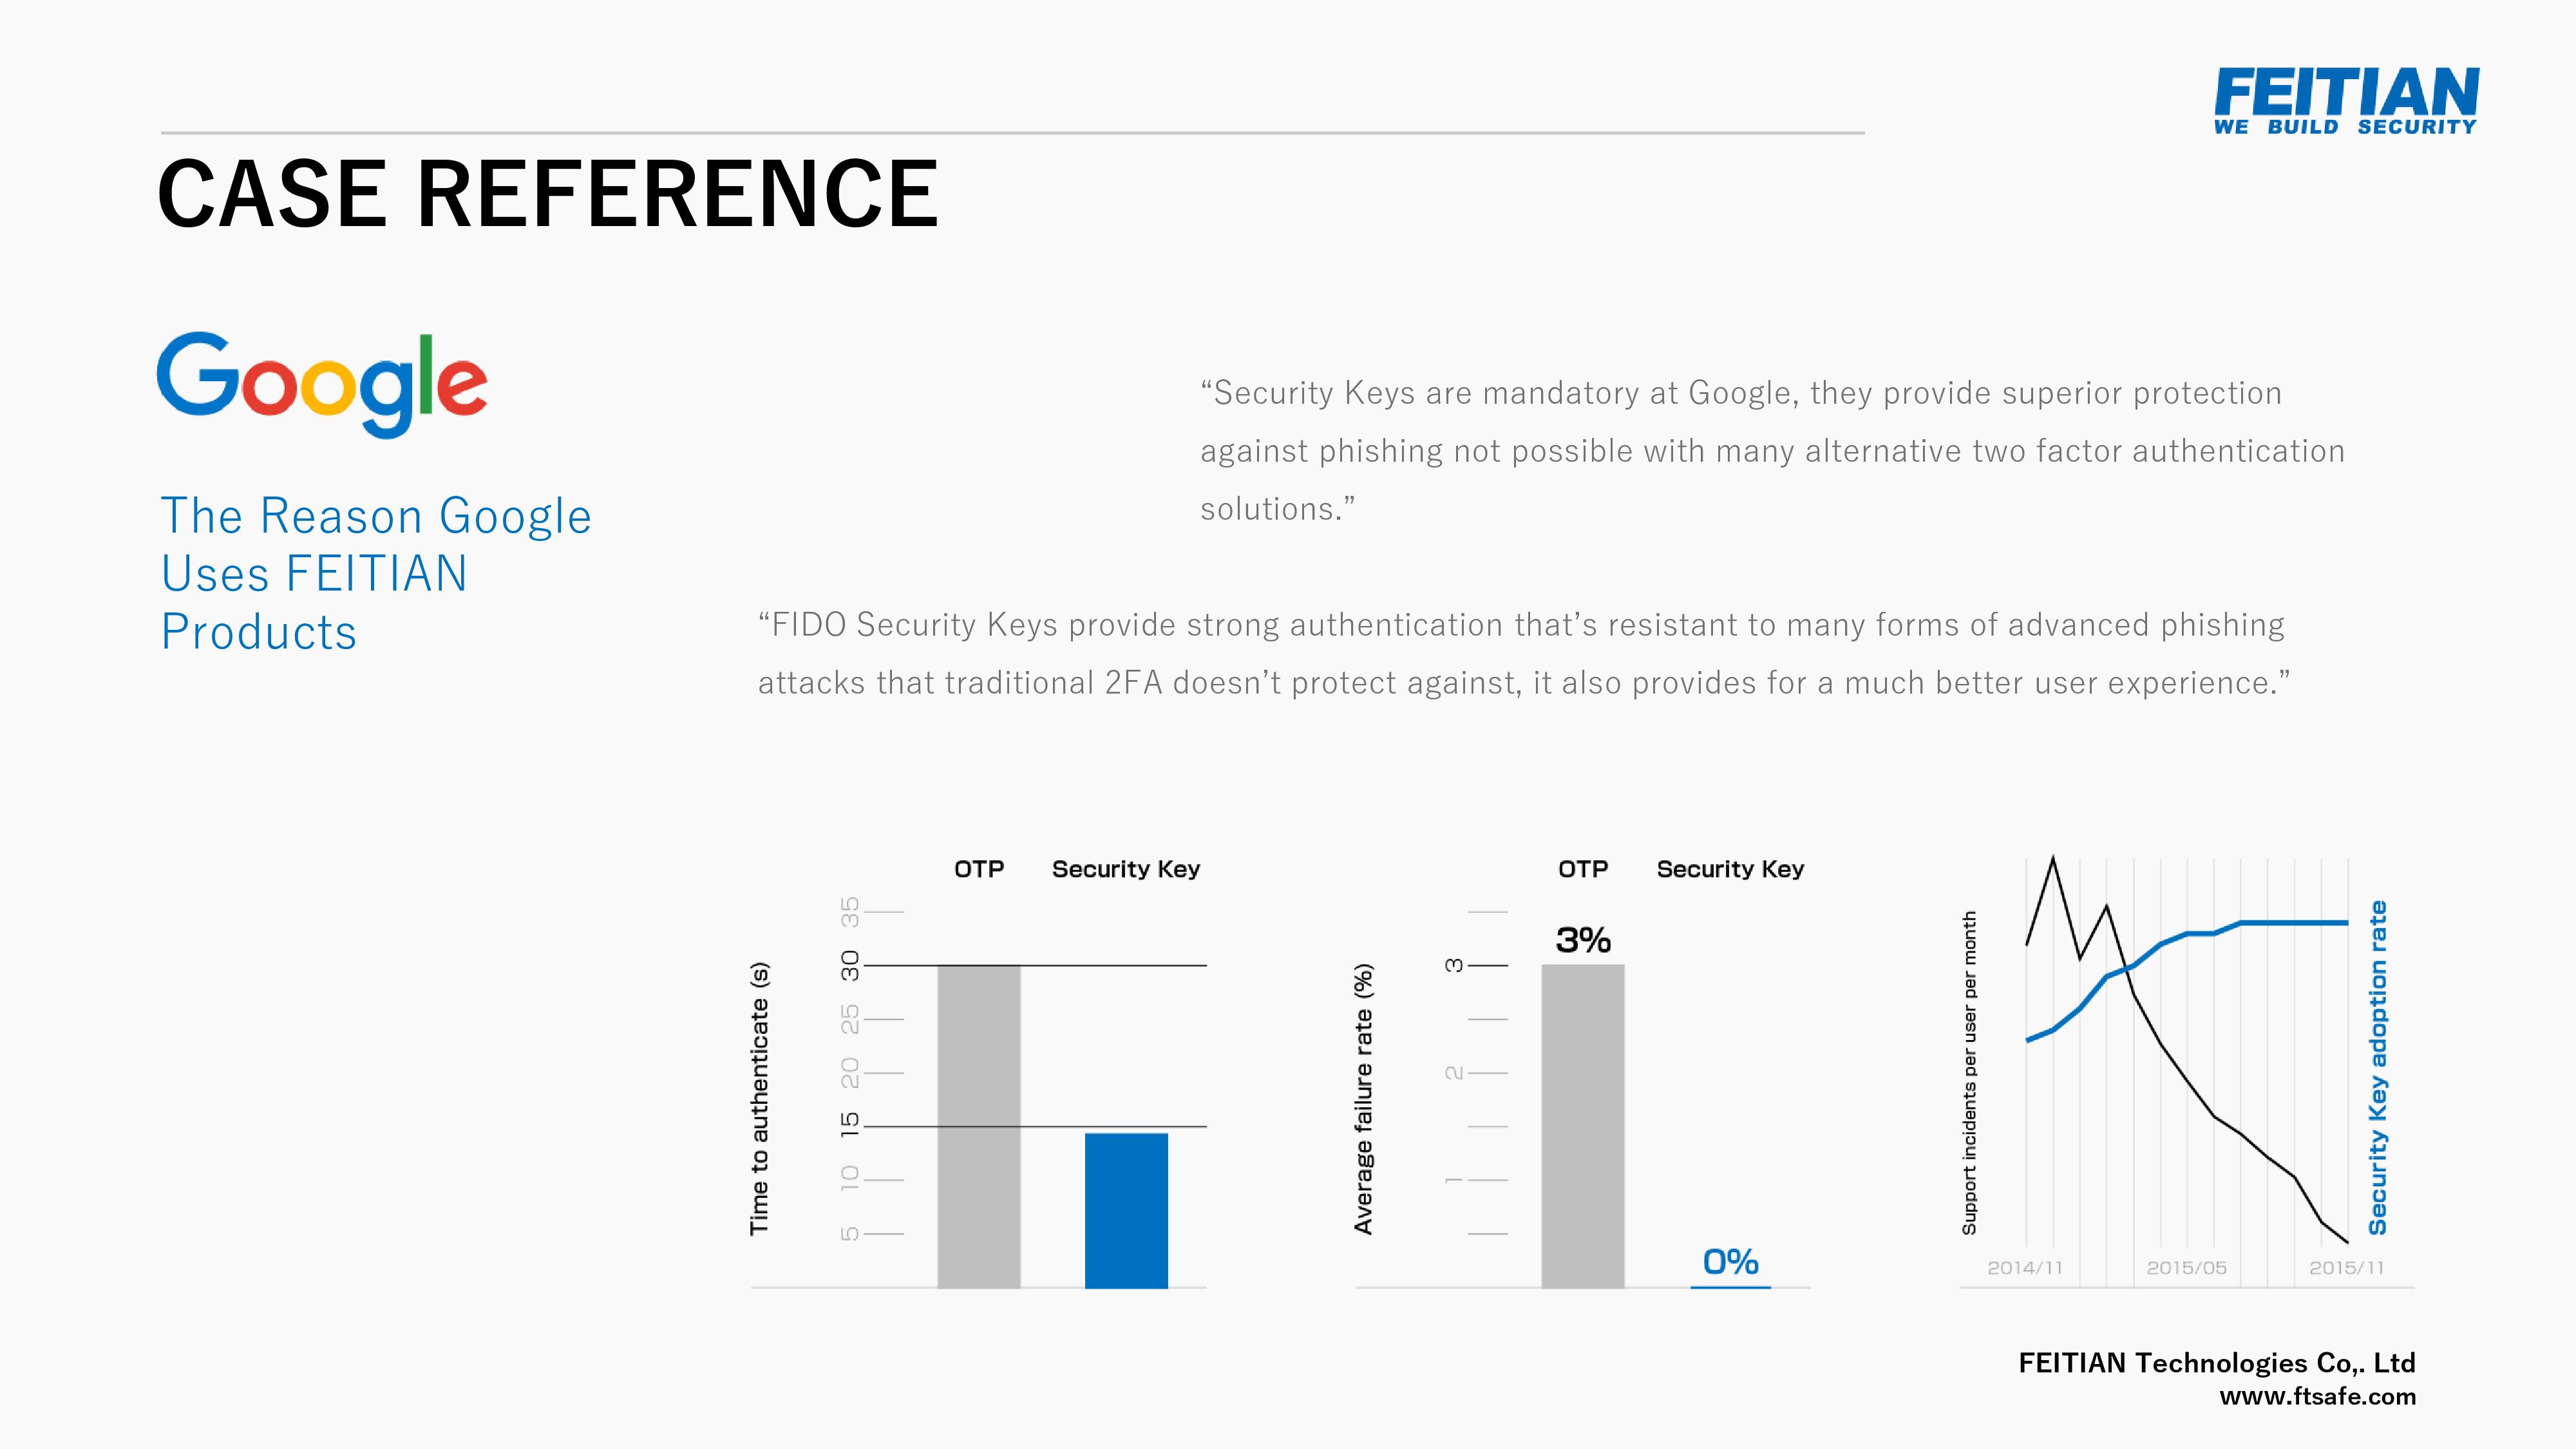 FEITIAN
WE BUILD SECURITY
CASE REFERENCE
Google
The Reason Google
Uses FEITIAN
Products
“Security Keys are mandatory at Google, they provide superior protection
against phishing not possible with many alternative two factor authentication
solutions.”
“FIDO Security Keys provide strong authentication that’s resistant to many forms of advanced phishing
attacks that traditional 2FA doesn’t protect against, it also provides for a much better user experience.”
OTP Security Key
Time to authenticate (s)
35
30
25
20
15
10
5
OTP Security Key
Average failure rate (%)
3%
3
2
1
0%
Support incidents per user per month
Security Key adoption rate
2014/11 2015/05 2015/11
FEITIAN Technologies Co,. Ltd
www.ftsafe.com